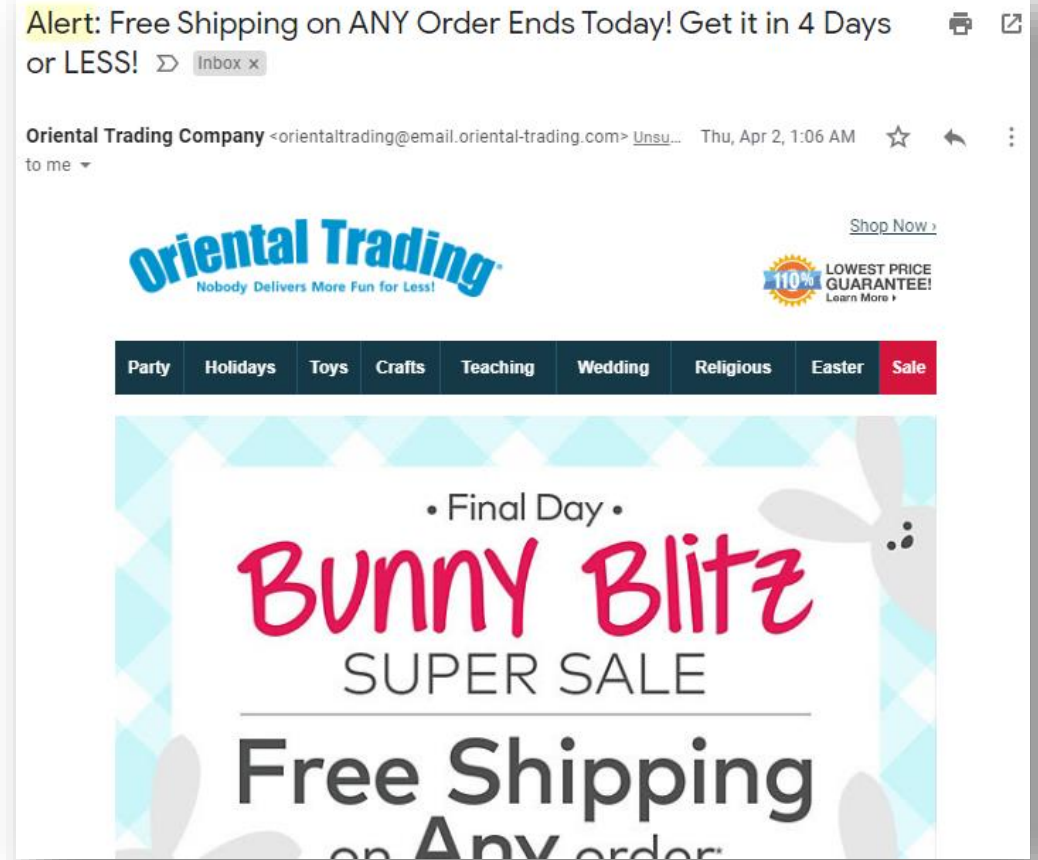 Alert: Free Shipping on ANY Order Ends Today! Get it in 4 Days
or LESS! Inbox x
Oriental Trading Company <orientaltrading@email.oriental-trading.com> Unsu... Thu, Apr 2, 1:06 AM
to me
Shop Now ›
Oriental Trading
Nobody Delivers More Fun for Less!
110% LOWEST PRICE
GUARANTEE!
Learn More
Party Holidays Toys Crafts Teaching Wedding Religious Easter Sale
• Final Day •
Bunny Blitz
SUPER SALE
Free Shipping
on Any order*